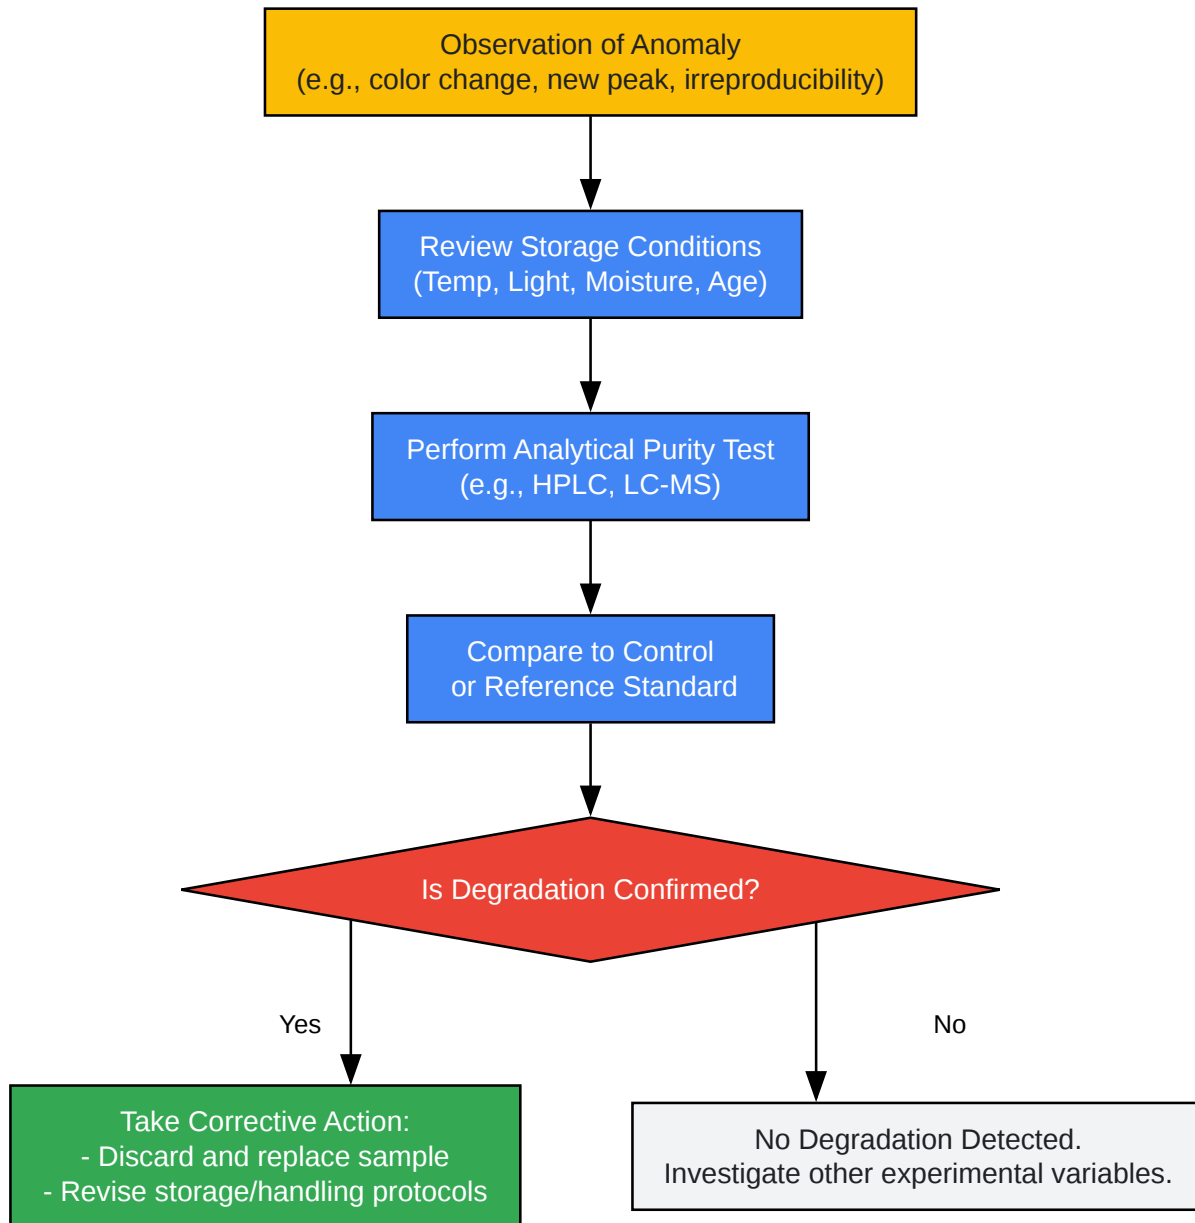 Observation of Anomaly
(e.g., color change, new peak, irreproducibility)
Review Storage Conditions
(Temp, Light, Moisture, Age)
Perform Analytical Purity Test
(e.g., HPLC, LC-MS)
Compare to Control
or Reference Standard
Is Degradation Confirmed?
Yes
No
Take Corrective Action:
- Discard and replace sample
- Revise storage/handling protocols
No Degradation Detected.
Investigate other experimental variables.